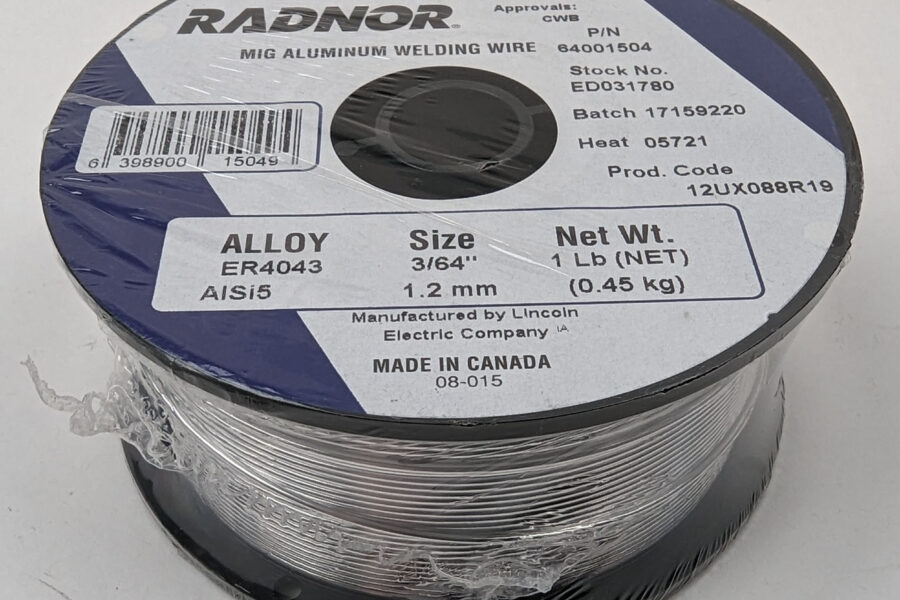 RADNOR®
MIG ALUMINUM WELDING WIRE
Approvals:
CWB
P/N
64001504
Stock No.
ED031780
Batch 17159220
Heat 05721
Prod. Code
12UX088R19
6 398900 15049
ALLOY
ER4043
AlSi5
Size
3/64"
1.2 mm
Net Wt.
1 Lb (NET)
(0.45 kg)
Manufactured by Lincoln
Electric Company IA
MADE IN CANADA
08-015